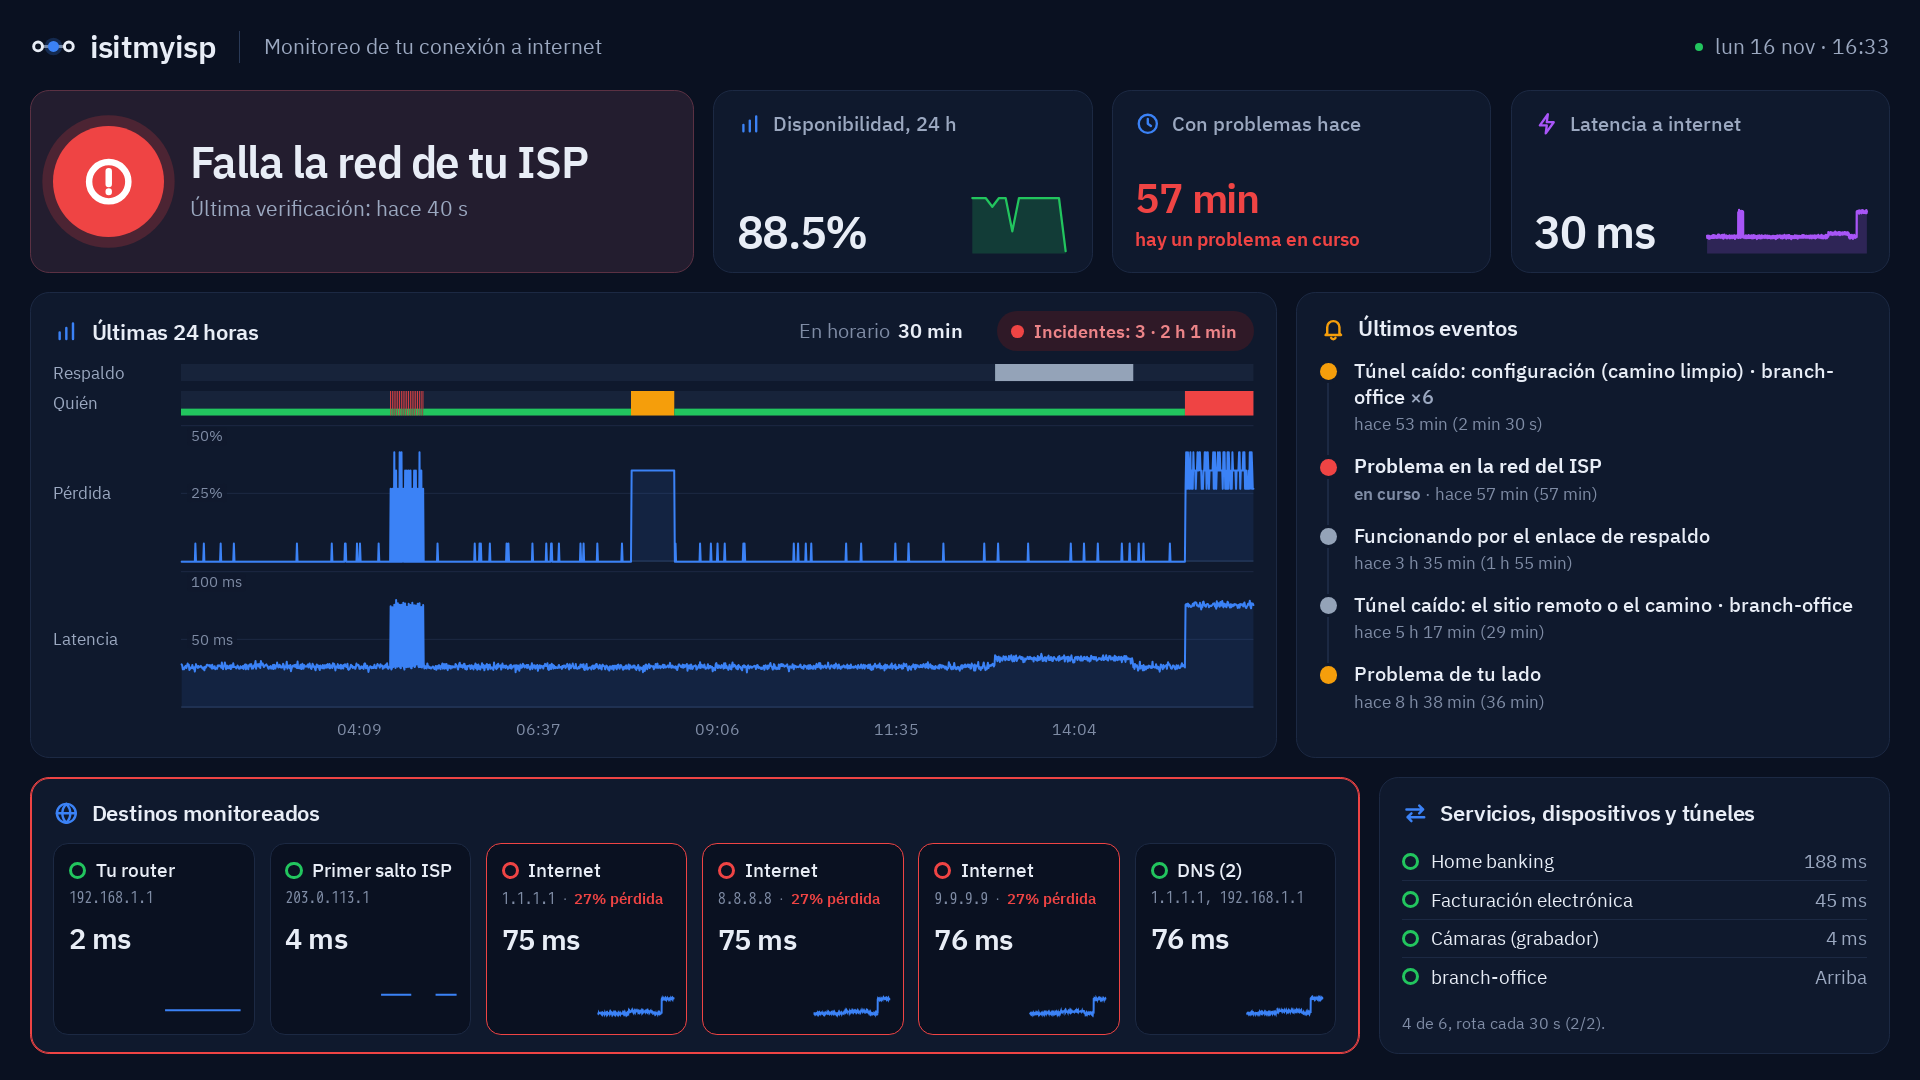 isitmyisp
Monitoreo de tu conexión a internet
lun 16 nov · 16:33
Falla la red de tu ISP
Última verificación: hace 40 s
Disponibilidad, 24 h
88.5%
Con problemas hace
57 min
hay un problema en curso
Latencia a internet
30 ms
Últimas 24 horas
En horario 30 min
Incidentes: 3 · 2 h 1 min
Respaldo
Quién
50%
Pérdida
25%
100 ms
Latencia
50 ms
04:09
06:37
09:06
11:35
14:04
Últimos eventos
Túnel caído: configuración (camino limpio) · branch-
office ×6
hace 53 min (2 min 30 s)
Problema en la red del ISP
en curso · hace 57 min (57 min)
Funcionando por el enlace de respaldo
hace 3 h 35 min (1 h 55 min)
Túnel caído: el sitio remoto o el camino · branch-office
hace 5 h 17 min (29 min)
Problema de tu lado
hace 8 h 38 min (36 min)
Destinos monitoreados
Tu router
192.168.1.1
2 ms
Primer salto ISP
203.0.113.1
4 ms
Internet
1.1.1.1 · 27% pérdida
75 ms
Internet
8.8.8.8 · 27% pérdida
75 ms
Internet
9.9.9.9 · 27% pérdida
76 ms
DNS (2)
1.1.1.1, 192.168.1.1
76 ms
Servicios, dispositivos y túneles
Home banking 188 ms
Facturación electrónica 45 ms
Cámaras (grabador) 4 ms
branch-office Arriba
4 de 6, rota cada 30 s (2/2).